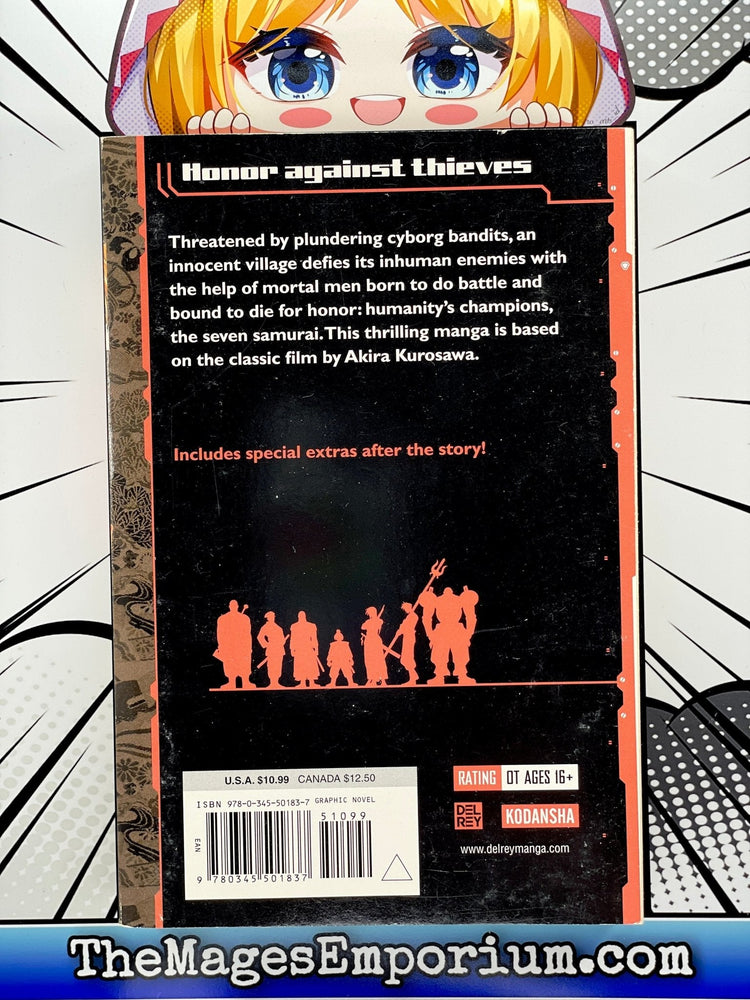 Honor against thieves
Threatened by plundering cyborg bandits, an
innocent village defies its inhuman enemies with
the help of mortal men born to do battle and
bound to die for honor: humanity's champions,
the seven samurai. This thrilling manga is based
on the classic film by Akira Kurosawa.
Includes special extras after the story!
U.S.A. $10.99 CANADA $12.50
ISBN 978-0-345-50183-7 GRAPHIC NOVEL
51099
EAN
9 780345 501837
RATING OT AGES 16+
DEL
REY
KODANSHA
www.delreymanga.com
TheMagesEmporium.com